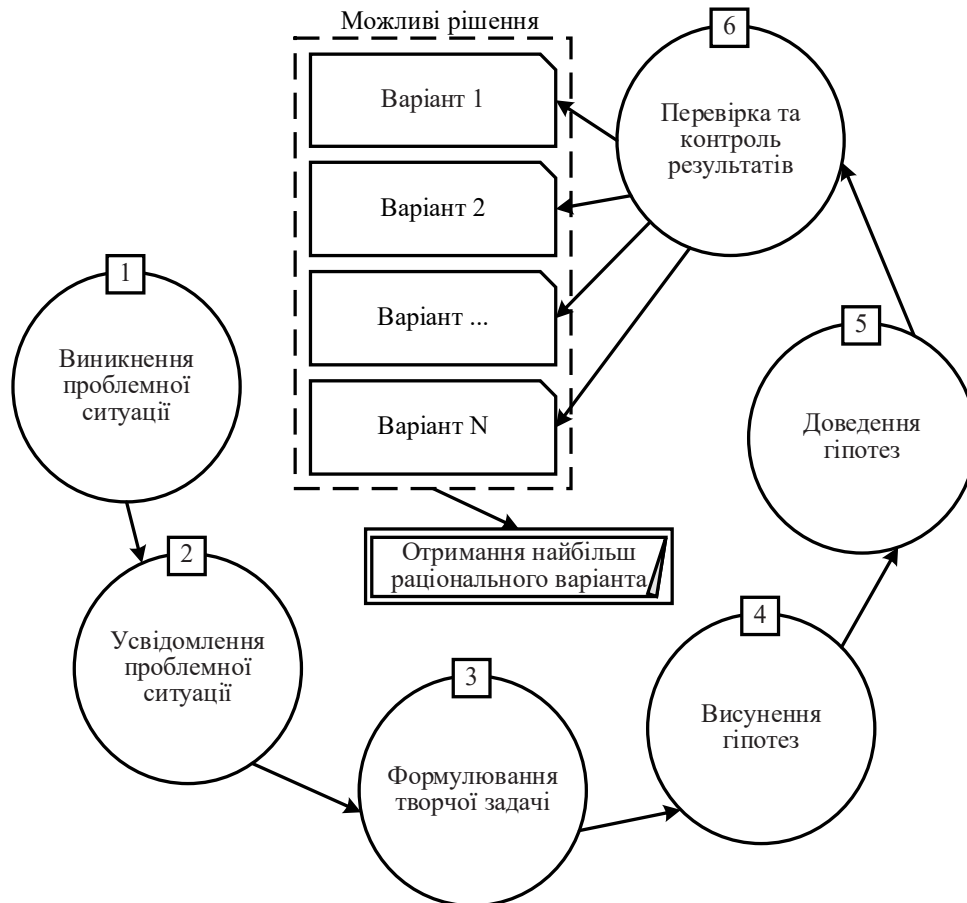 Можливі рішення
Варіант 1
Варіант 2
Варіант ...
Варіант N
Отримання найбільш
раціонального варіанта
1
Виникнення
проблемної
ситуації
2
Усвідомлення
проблемної
ситуації
3
Формулювання
творчої задачі
4
Висунення
гіпотез
5
Доведення
гіпотез
6
Перевірка та
контроль
результатів